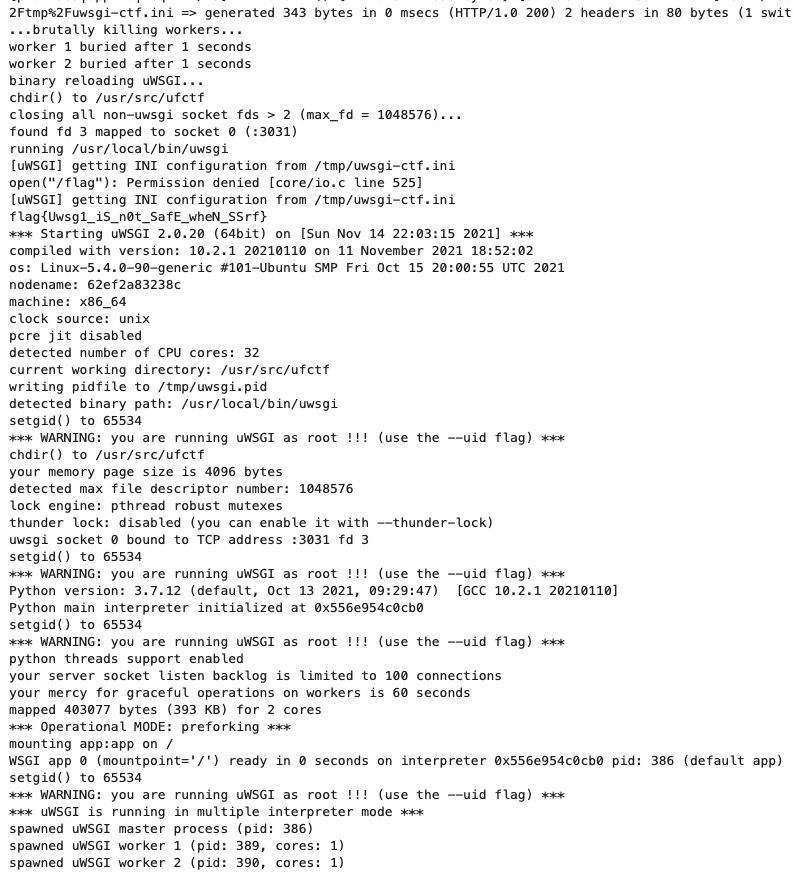 2Ftmp%2Fuwsgi-ctf.ini => generated 343 bytes in 0 msecs (HTTP/1.0 200) 2 headers in 80 bytes (1 swit
...brutally killing workers...
worker 1 buried after 1 seconds
worker 2 buried after 1 seconds
binary reloading uWSGI...
chdir() to /usr/src/ufctf
closing all non-uwsgi socket fds > 2 (max_fd = 1048576)...
found fd 3 mapped to socket 0 (:3031)
running /usr/local/bin/uwsgi
[uWSGI] getting INI configuration from /tmp/uwsgi-ctf.ini
open("/flag"): Permission denied [core/io.c line 525]
[uWSGI] getting INI configuration from /tmp/uwsgi-ctf.ini
flag{Uwsg1_iS_n0t_SafE_wheN_SSrf}
*** Starting uWSGI 2.0.20 (64bit) on [Sun Nov 14 22:03:15 2021] ***
compiled with version: 10.2.1 20210110 on 11 November 2021 18:52:02
os: Linux-5.4.0-90-generic #101-Ubuntu SMP Fri Oct 15 20:00:55 UTC 2021
nodename: 62ef2a83238c
machine: x86_64
clock source: unix
pcre jit disabled
detected number of CPU cores: 32
current working directory: /usr/src/ufctf
writing pidfile to /tmp/uwsgi.pid
detected binary path: /usr/local/bin/uwsgi
setgid() to 65534
*** WARNING: you are running uWSGI as root !!! (use the --uid flag) ***
chdir() to /usr/src/ufctf
your memory page size is 4096 bytes
detected max file descriptor number: 1048576
lock engine: pthread robust mutexes
thunder lock: disabled (you can enable it with --thunder-lock)
uwsgi socket 0 bound to TCP address :3031 fd 3
setgid() to 65534
*** WARNING: you are running uWSGI as root !!! (use the --uid flag) ***
Python version: 3.7.12 (default, Oct 13 2021, 09:29:47)  [GCC 10.2.1 20210110]
Python main interpreter initialized at 0x556e954c0cb0
setgid() to 65534
*** WARNING: you are running uWSGI as root !!! (use the --uid flag) ***
python threads support enabled
your server socket listen backlog is limited to 100 connections
your mercy for graceful operations on workers is 60 seconds
mapped 403077 bytes (393 KB) for 2 cores
*** Operational MODE: preforking ***
mounting app:app on /
WSGI app 0 (mountpoint='/') ready in 0 seconds on interpreter 0x556e954c0cb0 pid: 386 (default app)
setgid() to 65534
*** WARNING: you are running uWSGI as root !!! (use the --uid flag) ***
*** uWSGI is running in multiple interpreter mode ***
spawned uWSGI master process (pid: 386)
spawned uWSGI worker 1 (pid: 389, cores: 1)
spawned uWSGI worker 2 (pid: 390, cores: 1)